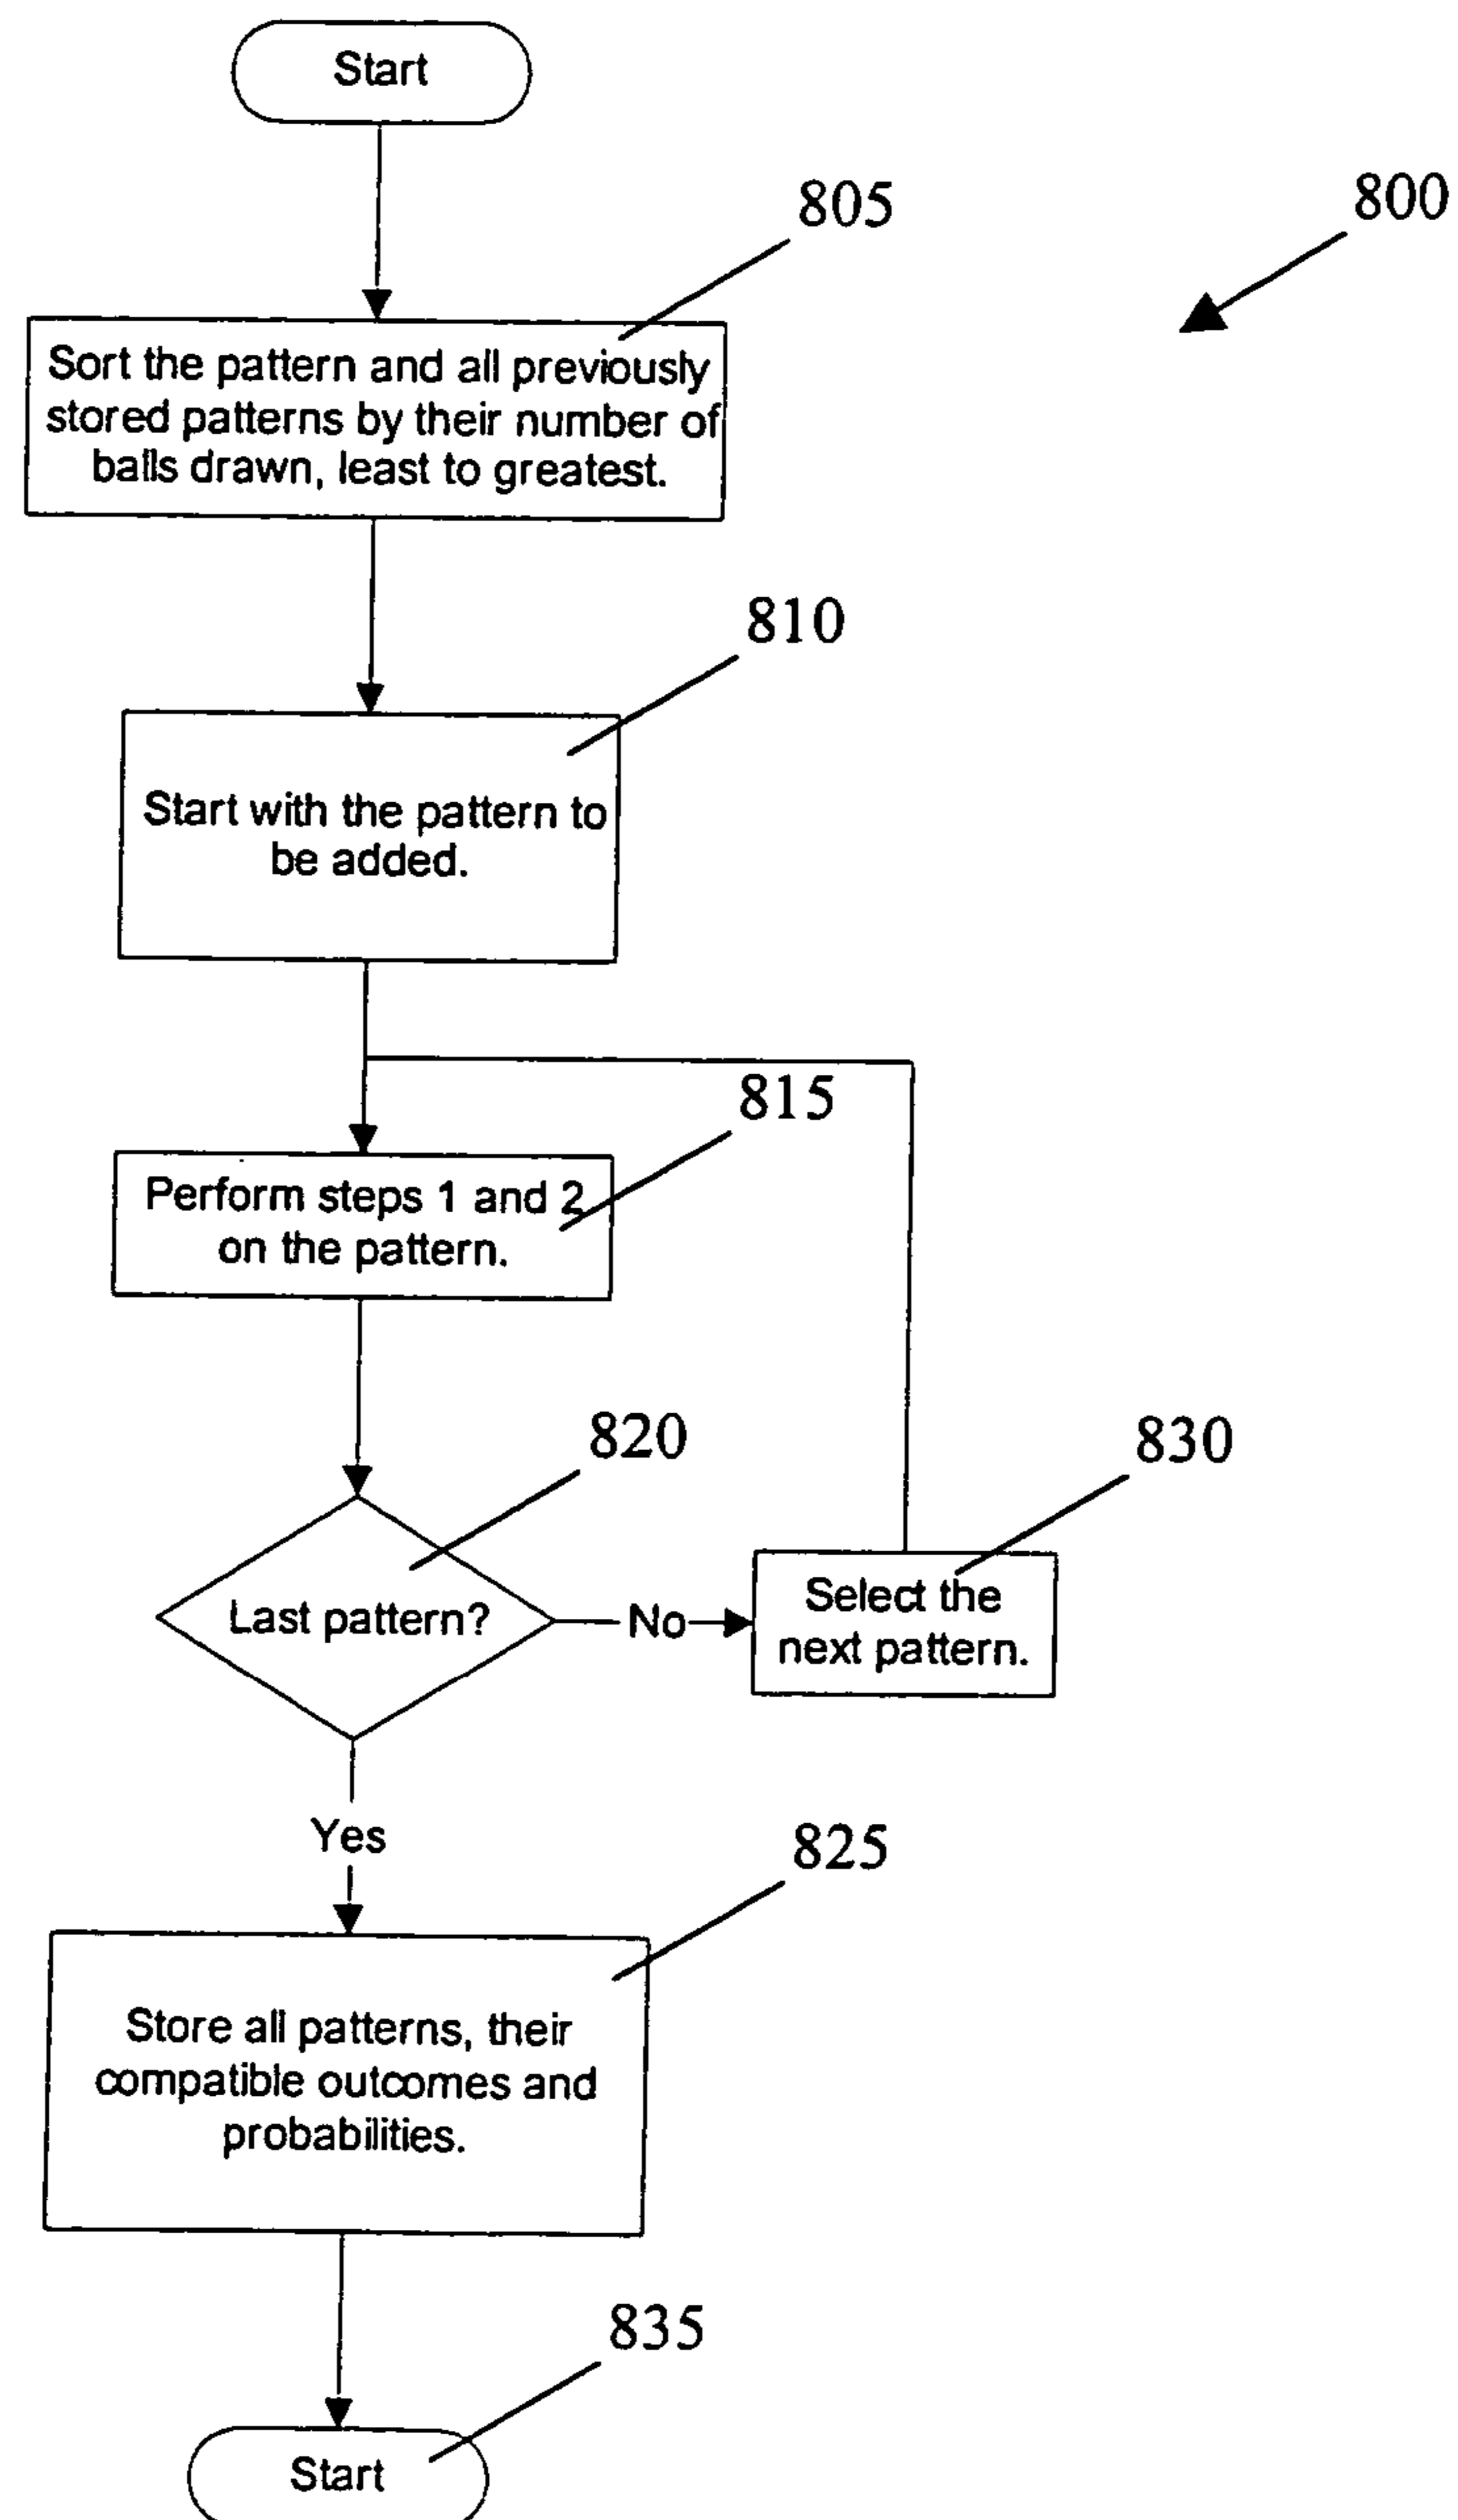 Start
805
800
Sort the pattern and all previously
stored patterns by their number of
balls drawn, least to greatest.
810
Start with the pattern to
be added.
815
Perform steps 1 and 2
on the pattern.
820
830
Last pattern?
No
Select the
next pattern.
Yes
825
Store all patterns, their
compatible outcomes and
probabilities.
835
Start